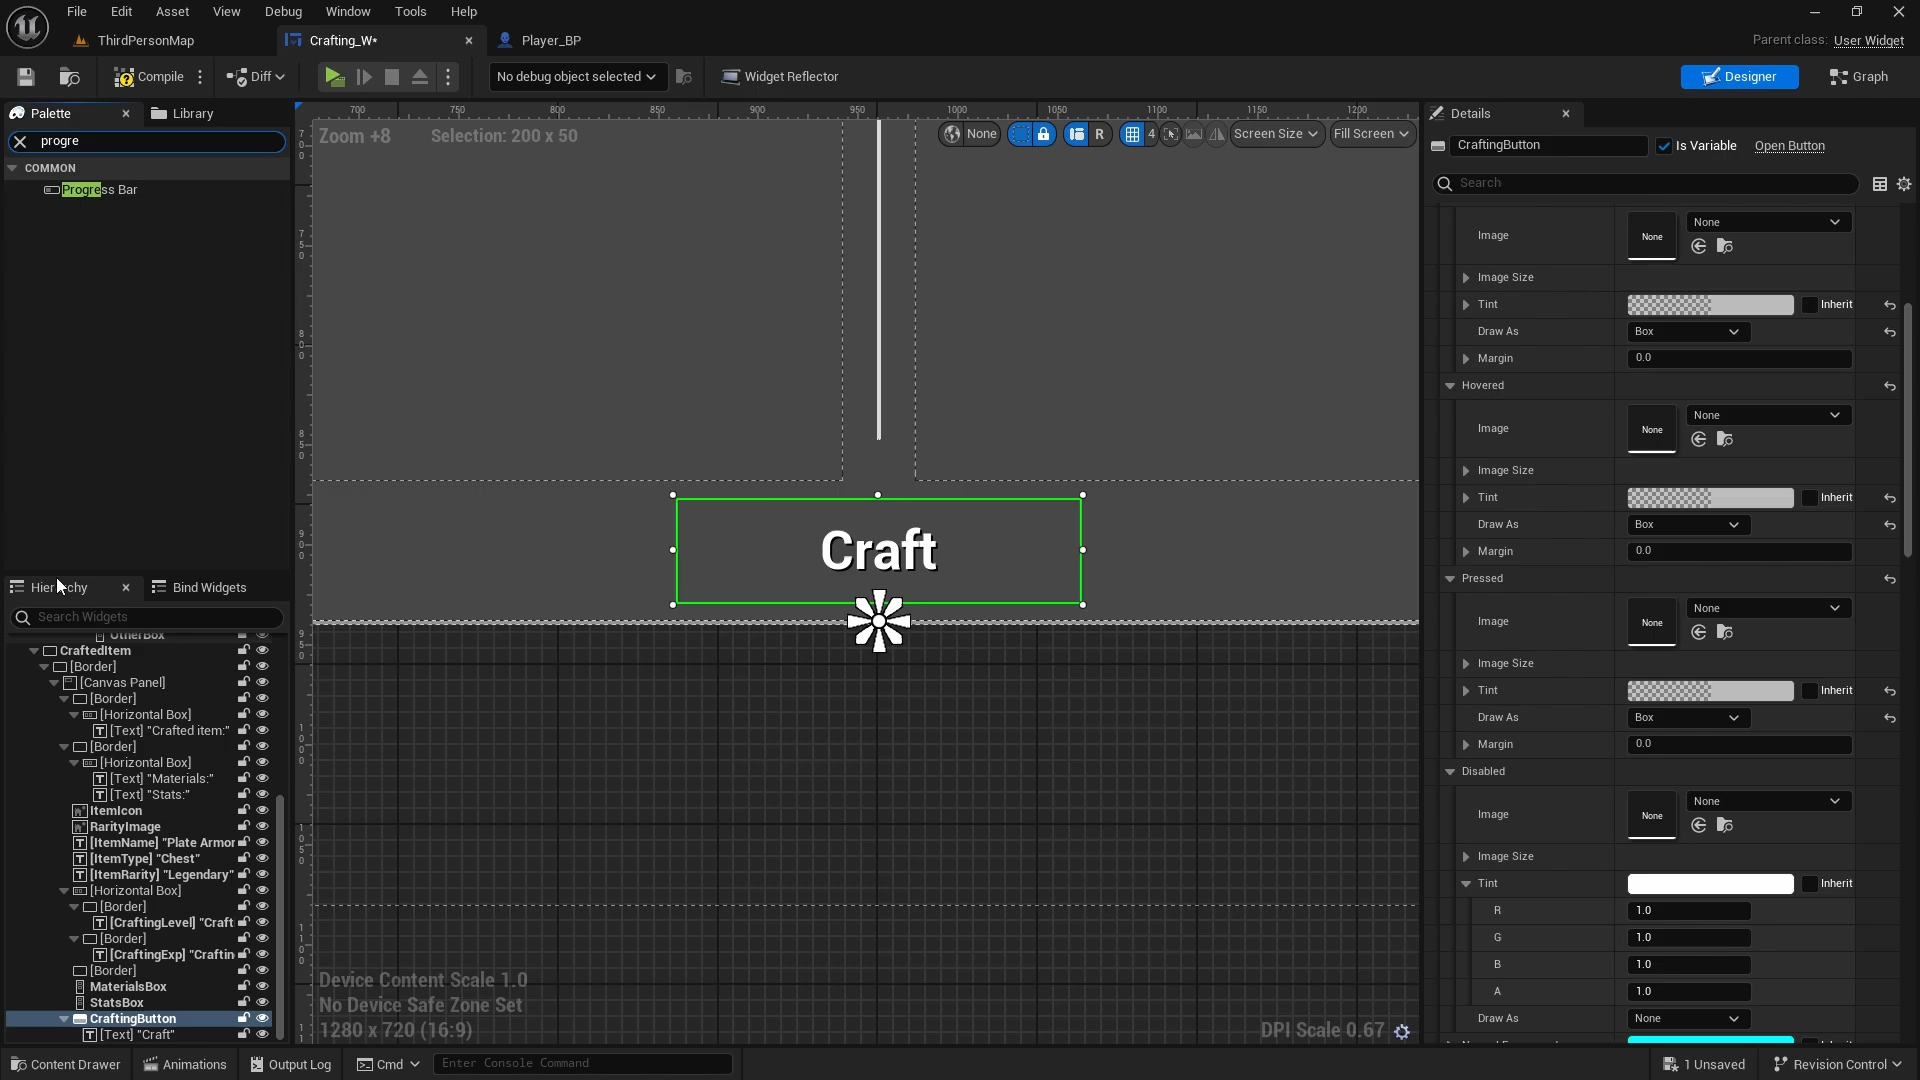 File Edit Asset View Debug Window Tools Help
ThirdPersonMap Crafting_W* Player_BP
Parent class: User Widget
Compile Diff No debug object selected Widget Reflector Designer Graph
Palette Library
progre
COMMON
Progress Bar
Hierarchy Bind Widgets
Search Widgets
OtherBox
CraftedItem
[Border]
[Canvas Panel]
[Border]
[Horizontal Box]
[Text] "Crafted item:"
[Border]
[Horizontal Box]
[Text] "Materials:"
[Text] "Stats:"
ItemIcon
RarityImage
[ItemName] "Plate Armor
[ItemType] "Chest"
[ItemRarity] "Legendary"
[Horizontal Box]
[Border]
[CraftingLevel] "Craft
[Border]
[CraftingExp] "Craftin
[Border]
MaterialsBox
StatsBox
CraftingButton
[Text] "Craft"
700 750 800 850 900 950 1000 1050 1100 1150 1200
Zoom +8 Selection: 200 x 50
None R 4 Screen Size Fill Screen
Craft
Device Content Scale 1.0
No Device Safe Zone Set
1280 x 720 (16:9)
DPI Scale 0.67
Details
CraftingButton Is Variable Open Button
Search
Image None None
Image Size
Tint Inherit
Draw As Box
Margin 0.0
Hovered
Image None None
Image Size
Tint Inherit
Draw As Box
Margin 0.0
Pressed
Image None None
Image Size
Tint Inherit
Draw As Box
Margin 0.0
Disabled
Image None None
Image Size
Tint Inherit
R 1.0
G 1.0
B 1.0
A 1.0
Draw As None
Content Drawer Animations Output Log Cmd Enter Console Command 1 Unsaved Revision Control